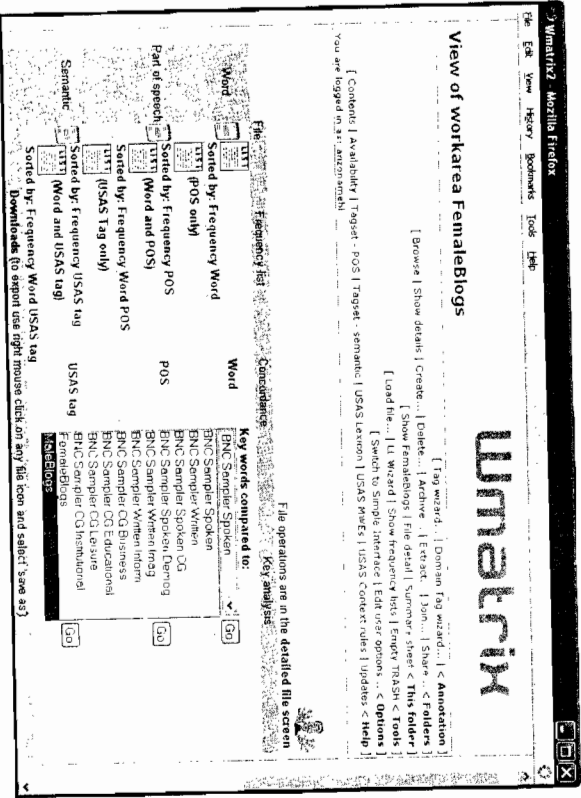 Wmatrix2 - Mozilla Firefox
File Edit View History Bookmarks Tools Help
Wmatrix
View of workarea FemaleBlogs
[ Tag wizard... | Domain Tag wizard... | < Annotation ]
[ Browse | Show details | Create... | Delete... | Archive... | Extract... | Join... | Share... < Folders ]
[ Show FemaleBlogs | File detail | Summary sheet < This folder ]
[ Load file... | LL Wizard | Show frequency lists | Empty TRASH < Tools ]
[ Switch to Simple Interface | Edit user options ... < Options ]
[ Contents | Availability | Tagset - POS | Tagset - semantic | USAS Lexicon | USAS MWEs | USAS Context rules | Updates < Help ]
You are logged in as:
File operations are in the detailed file screen
File Frequency list Concordance Key analysis
Key words compared to:
Word LIST Sorted by: Frequency Word Word BNC Sampler Spoken Go
BNC Sampler Spoken
BNC Sampler Written
LIST (POS only)
BNC Sampler Spoken CG
Part of speech Sorted by: Frequency POS POS BNC Sampler Spoken Demog Go
LIST (Word and POS)
BNC Sampler Written Imag
Sorted by: Frequency Word POS
BNC Sampler Written Inform
LIST (USAS Tag only)
BNC Sampler CG Business
BNC Sampler CG Educational
Semantic Sorted by: Frequency USAS tag USAS tag BNC Sampler CG Leisure Go
BNC Sampler CG Institutional
LIST (Word and USAS tag)
FemaleBlogs
MaleBlogs
Sorted by: Frequency Word USAS tag
Downloads (to export use right mouse click on any file icon and select 'save as')